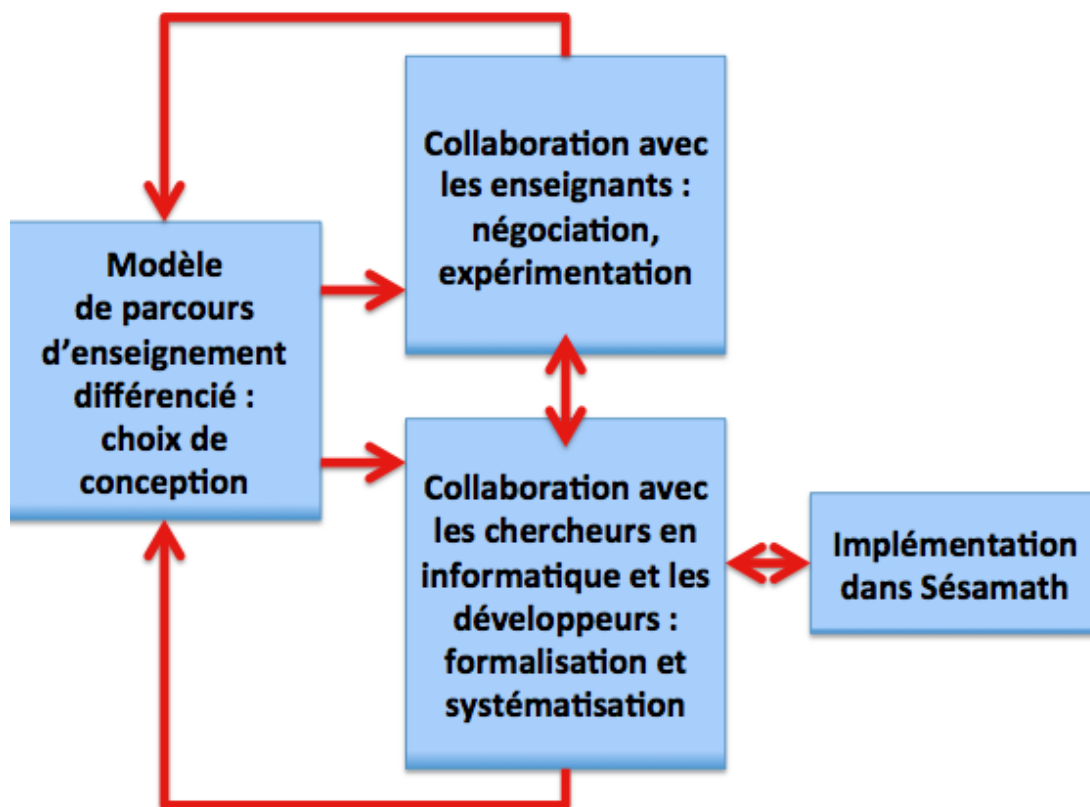 Modèle
de parcours
d’enseignement
différencié :
choix de
conception
Collaboration avec
les enseignants :
négociation,
expérimentation
Collaboration avec
les chercheurs en
informatique et les
développeurs :
formalisation et
systématisation
Implémentation
dans Sésamath